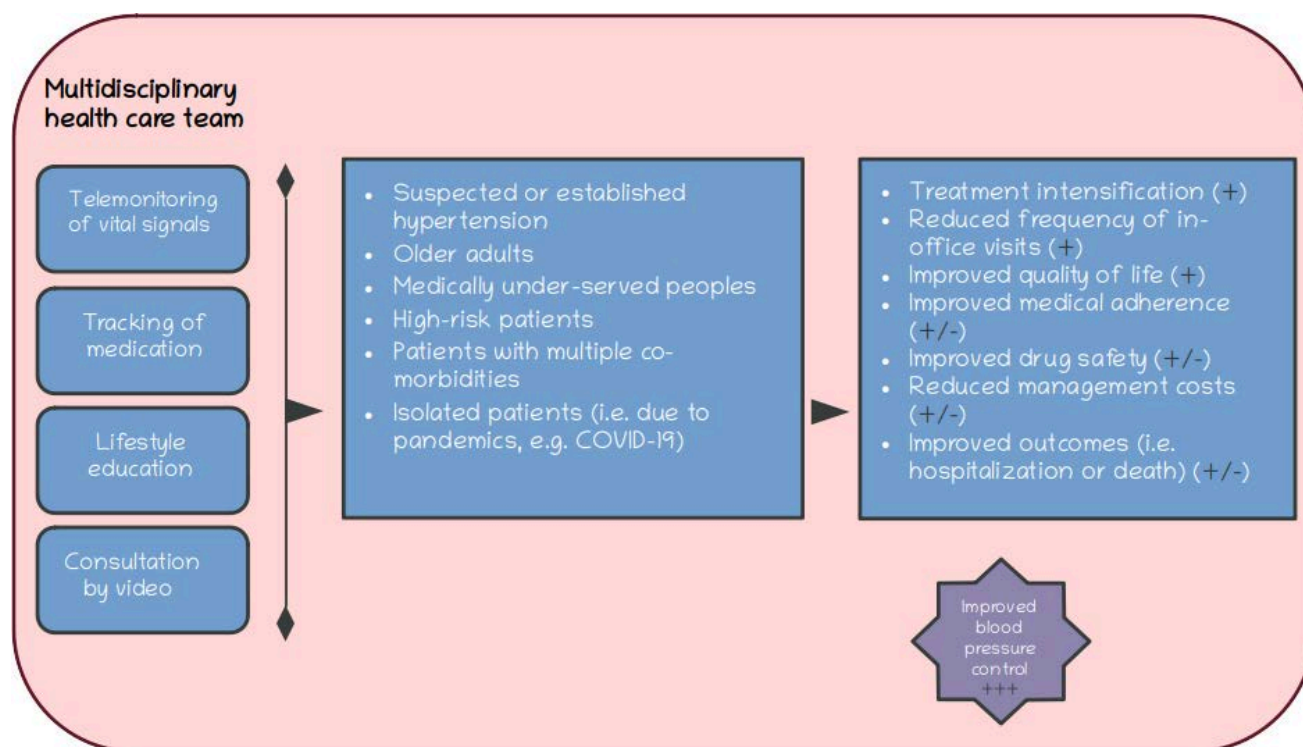 Multidisciplinary
health care team
Telemonitoring
of vital signals
Tracking of
medication
Lifestyle
education
Consultation
by video
• Suspected or established
hypertension
• Older adults
• Medically under-served peoples
• High-risk patients
• Patients with multiple co-
morbidities
• Isolated patients (i.e. due to
pandemics, e.g. COVID-19)
• Treatment intensification (+)
• Reduced frequency of in-
office visits (+)
• Improved quality of life (+)
• Improved medical adherence
(+/-)
• Improved drug safety (+/-)
• Reduced management costs
(+/-)
• Improved outcomes (i.e.
hospitalization or death) (+/-)
Improved
blood
pressure
control
+++